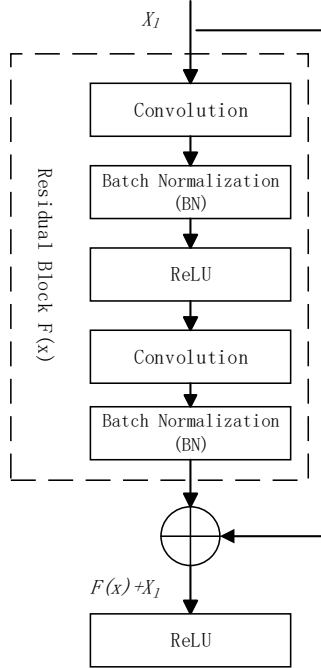 X₁
Convolution
Batch Normalization
(BN)
Residual Block F(x)
ReLU
Convolution
Batch Normalization
(BN)
F(x)+X₁
ReLU